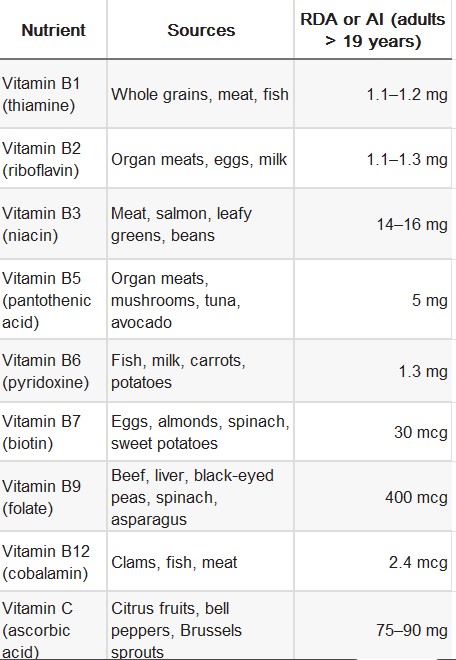 Nutrient
Sources
RDA or AI (adults
> 19 years)
Vitamin B1
(thiamine)
Whole grains, meat, fish
1.1–1.2 mg
Vitamin B2
(riboflavin)
Organ meats, eggs, milk
1.1–1.3 mg
Vitamin B3
(niacin)
Meat, salmon, leafy
greens, beans
14–16 mg
Vitamin B5
(pantothenic
acid)
Organ meats,
mushrooms, tuna,
avocado
5 mg
Vitamin B6
(pyridoxine)
Fish, milk, carrots,
potatoes
1.3 mg
Vitamin B7
(biotin)
Eggs, almonds, spinach,
sweet potatoes
30 mcg
Vitamin B9
(folate)
Beef, liver, black-eyed
peas, spinach,
asparagus
400 mcg
Vitamin B12
(cobalamin)
Clams, fish, meat
2.4 mcg
Vitamin C
(ascorbic
acid)
Citrus fruits, bell
peppers, Brussels
sprouts
75–90 mg